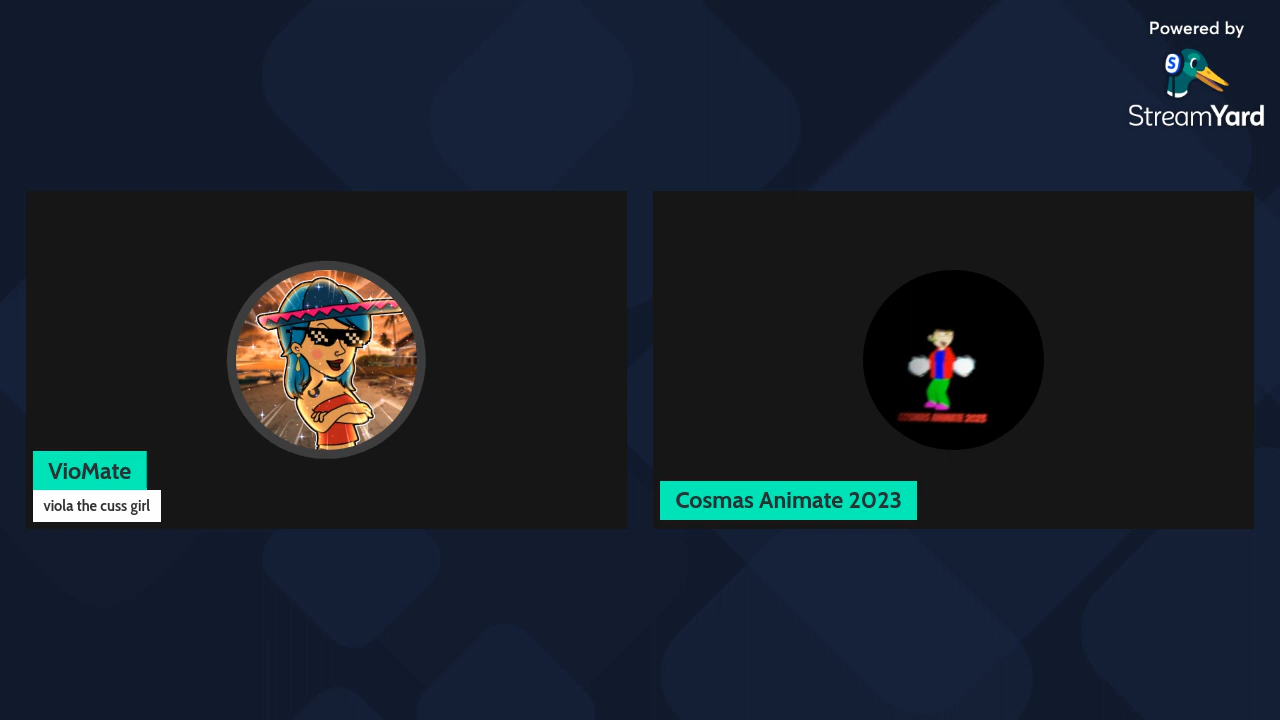 Powered by
S
StreamYard
VioMate
viola the cuss girl
Cosmas Animate 2023